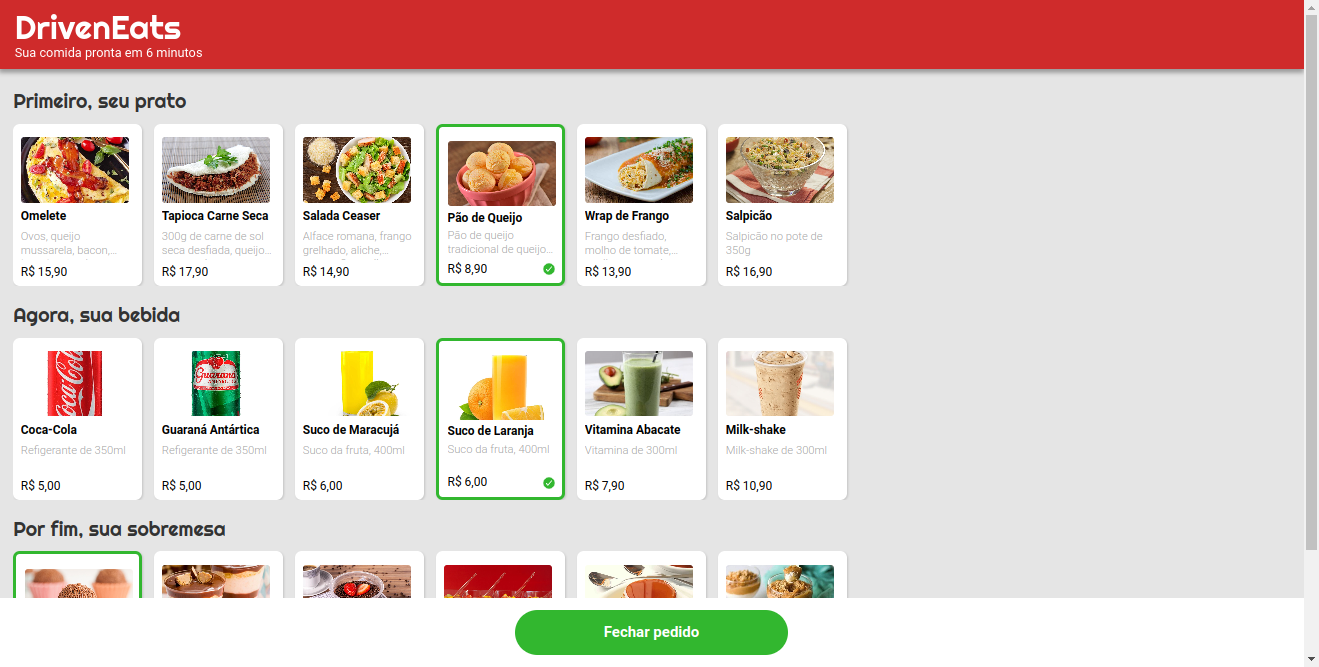 DrivenEats
Sua comida pronta em 6 minutos
Primeiro, seu prato
Omelete
Ovos, queijo
mussarela, bacon,...
R$ 15,90
Tapioca Carne Seca
300g de carne de sol
seca desfiada, queijo...
R$ 17,90
Salada Ceaser
Alface romana, frango
grelhado, aliche,...
R$ 14,90
Pão de Queijo
Pão de queijo
tradicional de queijo...
R$ 8,90
Wrap de Frango
Frango desfiado,
molho de tomate,...
R$ 13,90
Salpicão
Salpicão no pote de
350g
R$ 16,90
Agora, sua bebida
Coca-Cola
Coca-Cola
Refigerante de 350ml
R$ 5,00
Guaraná
Guaraná Antártica
Refigerante de 350ml
R$ 5,00
Suco de Maracujá
Suco da fruta, 400ml
R$ 6,00
Suco de Laranja
Suco da fruta, 400ml
R$ 6,00
Vitamina Abacate
Vitamina de 300ml
R$ 7,90
Milk-shake
Milk-shake de 300ml
R$ 10,90
Por fim, sua sobremesa
Fechar pedido